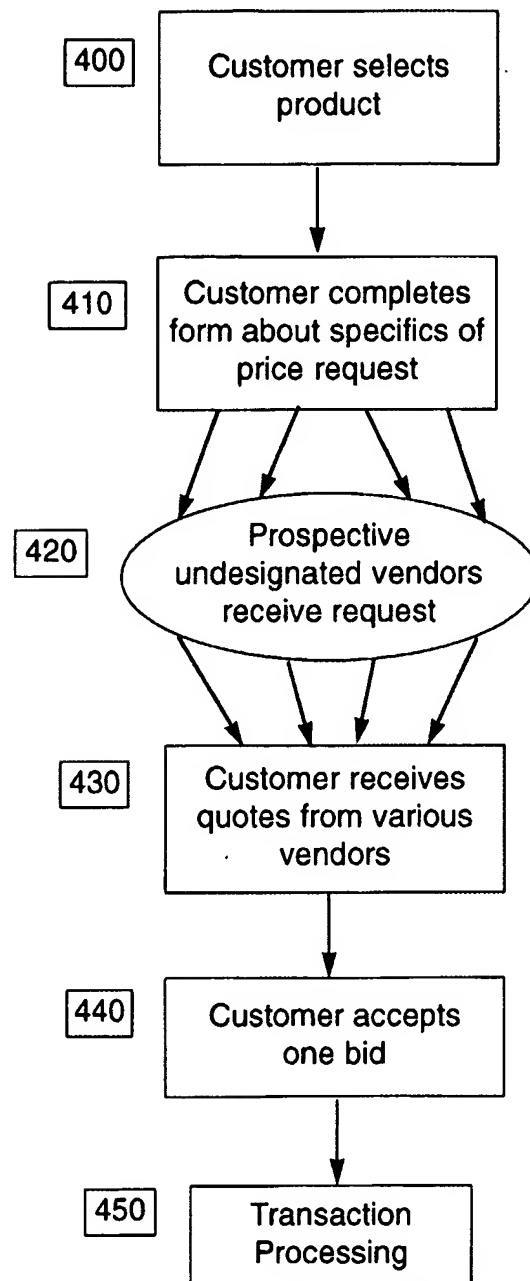 400
Customer selects
product
410
Customer completes
form about specifics of
price request
420
Prospective
undesignated vendors
receive request
430
Customer receives
quotes from various
vendors
440
Customer accepts
one bid
450
Transaction
Processing